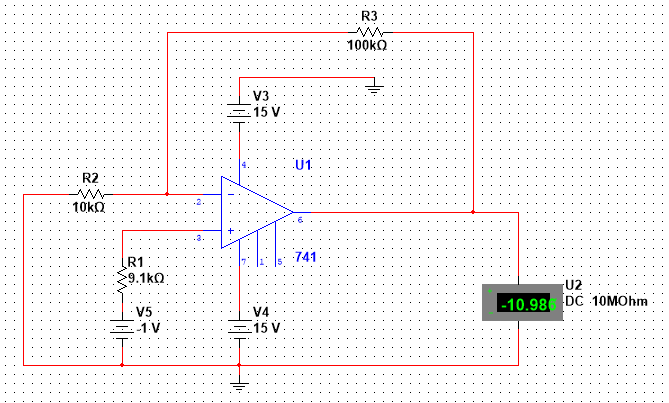 R3
100kΩ
V3
15 V
4
U1
R2
10kΩ
2
6
3
741
7
1
5
R1
9.1kΩ
V5
-1 V
V4
15 V
U2
-10.986
DC 10MOhm